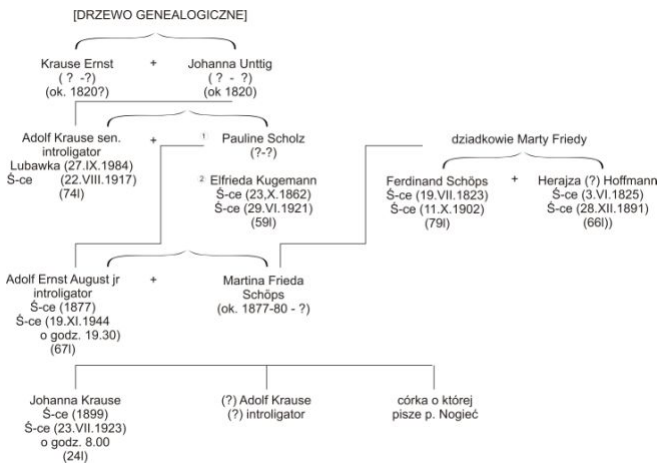 [DRZEWO GENEALOGICZNE]
Krause Ernst + Johanna Unttig
( ? -?) ( ? - ?)
(ok. 1820?) (ok 1820)
Adolf Krause sen. + 1 Pauline Scholz
introligator (?-?)
Lubawka (27.IX.1984)
Ś-ce (22.VIII.1917)
(74l)
2 Elfrieda Kugemann
Ś-ce (23,X.1862)
Ś-ce (29.VI.1921)
(59l)
dziadkowie Marty Friedy
Ferdinand Schöps + Herajza (?) Hoffmann
Ś-ce (19.VII.1823) Ś-ce (3.VI.1825)
Ś-ce (11.X.1902) Ś-ce (28.XII.1891)
(79l) (66l))
Adolf Ernst August jr + Martina Frieda
introligator Schöps
Ś-ce (1877) (ok. 1877-80 - ?)
Ś-ce (19.XI.1944
o godz. 19.30)
(67l)
Johanna Krause
Ś-ce (1899)
Ś-ce (23.VII.1923)
o godz. 8.00
(24l)
(?) Adolf Krause
(?) introligator
córka o której
pisze p. Nogieć